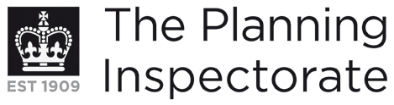 The Planning
Inspectorate
EST 1909